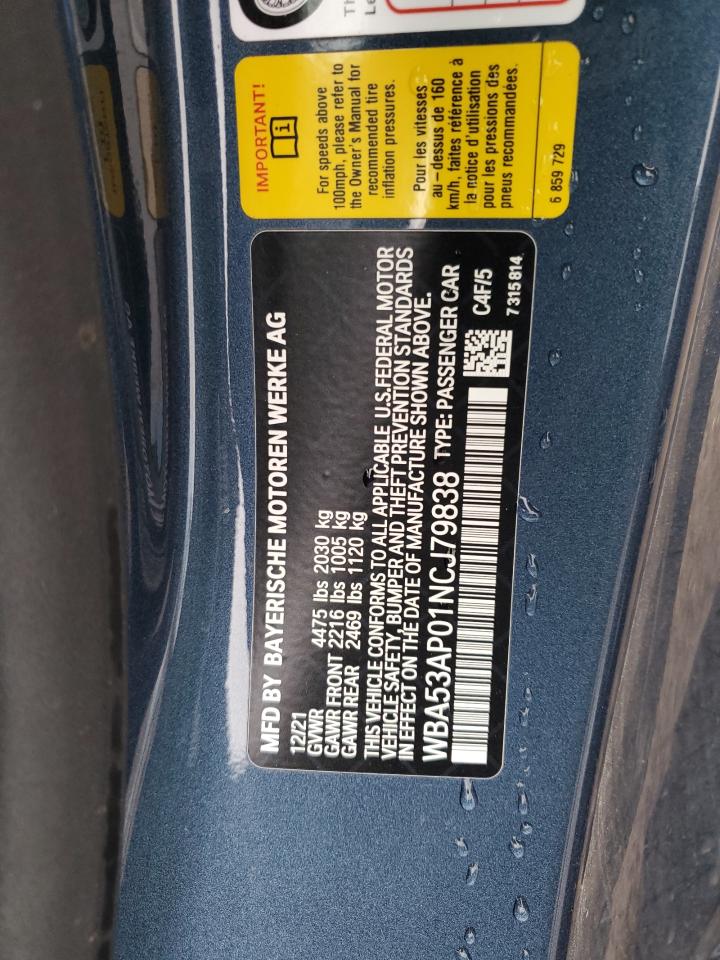 Th
Le
IMPORTANT!
For speeds above
100mph, please refer to
the Owner's Manual for
recommended tire
inflation pressures.
Pour les vitesses
au-dessus de 160
km/h, faites référence à
la notice d'utilisation
pour les pressions des
pneus recommandées.
6 859 729
MFD BY BAYERISCHE MOTOREN WERKE AG
12/21
GVWR 4475 lbs 2030 kg
GAWR FRONT 2216 lbs 1005 kg
GAWR REAR 2469 lbs 1120 kg
THIS VEHICLE CONFORMS TO ALL APPLICABLE U.S.FEDERAL MOTOR
VEHICLE SAFETY, BUMPER AND THEFT PREVENTION STANDARDS
IN EFFECT ON THE DATE OF MANUFACTURE SHOWN ABOVE.
WBA53AP01NCJ79838 TYPE: PASSENGER CAR
C4F/5
7 315 814